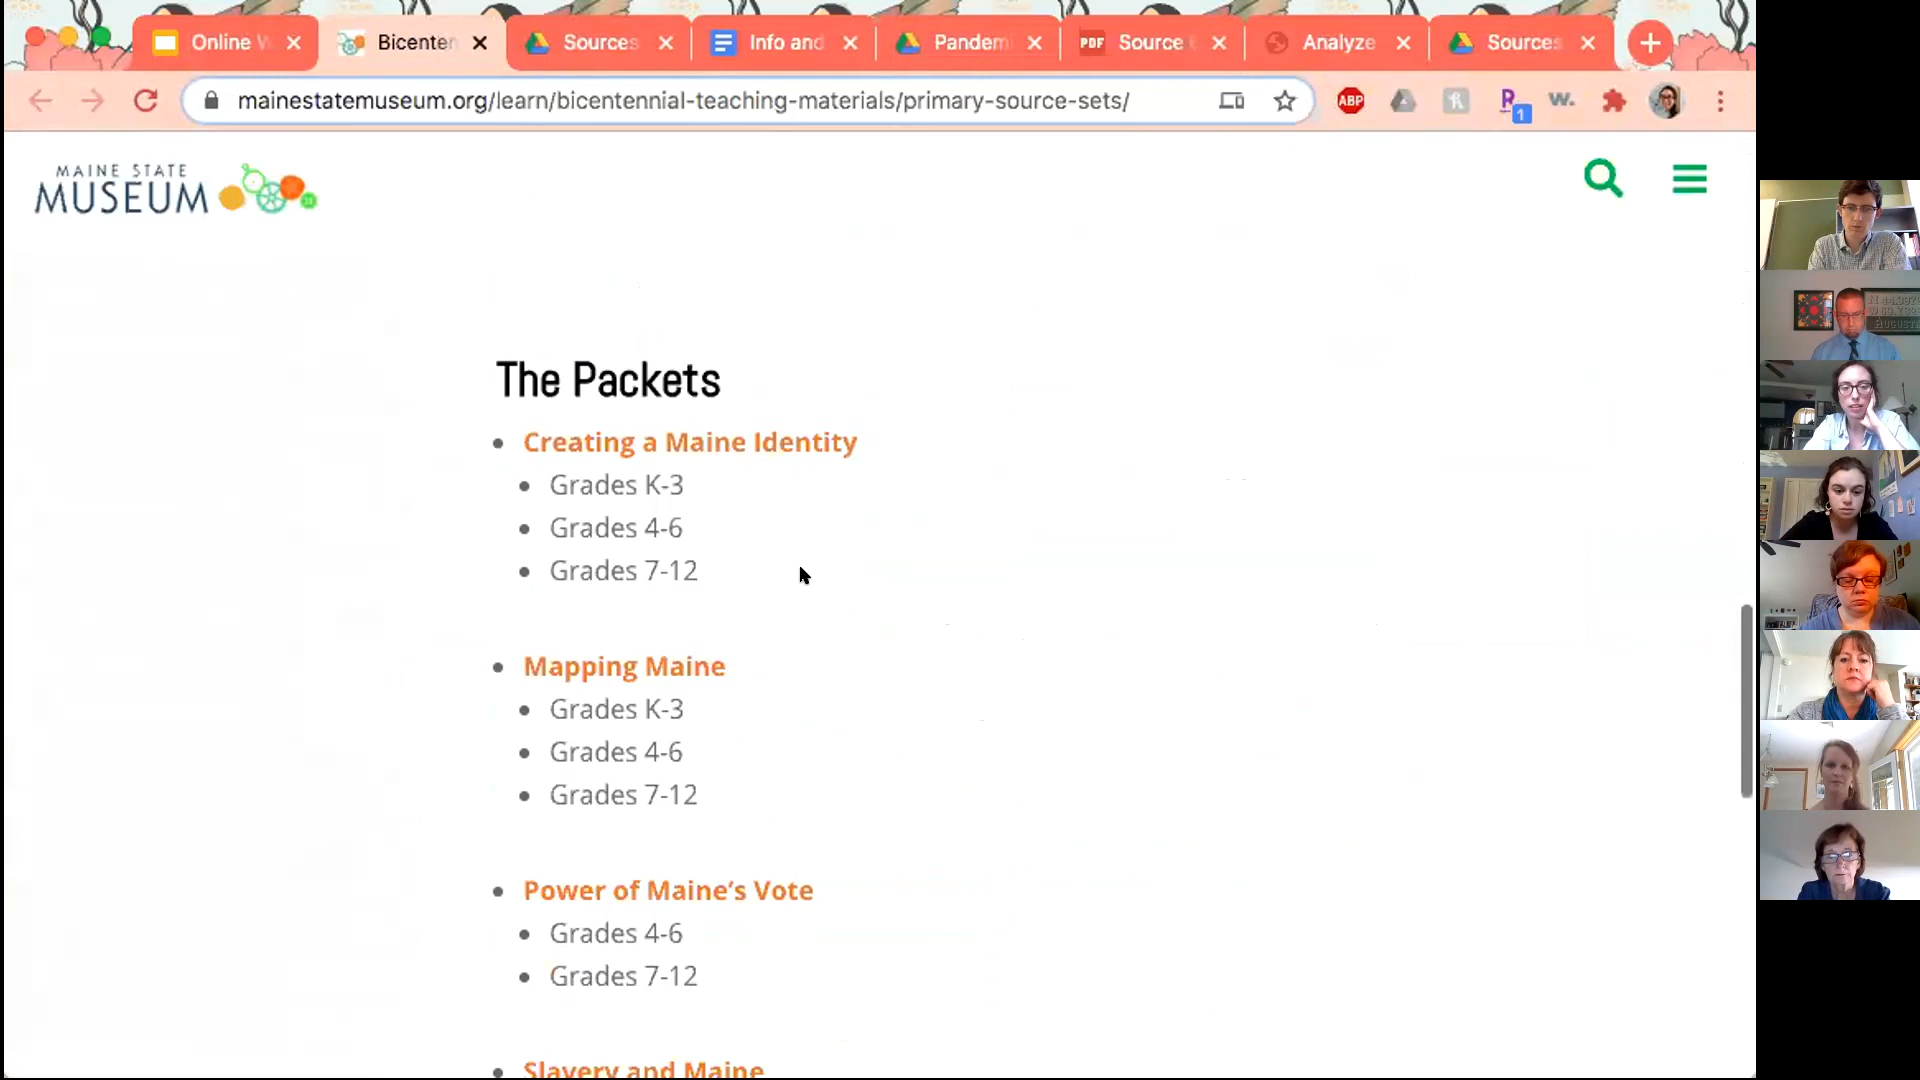 Online W
Bicenten
Sources
Info and
Pandem
PDF
Source
Analyze
Sources
mainestatemuseum.org/learn/bicentennial-teaching-materials/primary-source-sets/
ABP
1
W.
MAINE STATE
MUSEUM
The Packets
Creating a Maine Identity
Grades K-3
Grades 4-6
Grades 7-12
Mapping Maine
Grades K-3
Grades 4-6
Grades 7-12
Power of Maine's Vote
Grades 4-6
Grades 7-12
Slavery and Maine